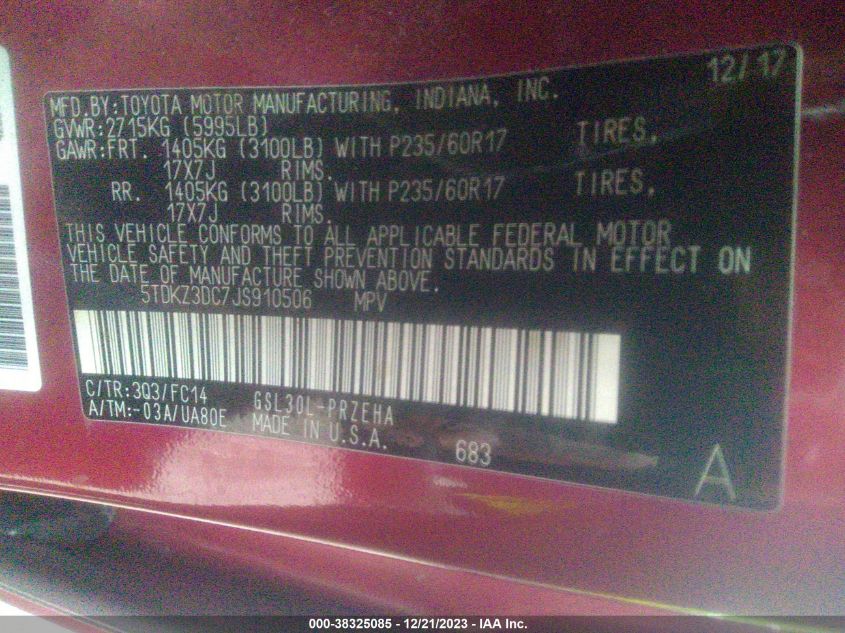 12/17
MFD.BY:TOYOTA MOTOR MANUFACTURING, INDIANA, INC.
GVWR:2715KG (5995LB)
GAWR:FRT. 1405KG (3100LB) WITH P235/60R17 TIRES,
17X7J RIMS.
RR. 1405KG (3100LB) WITH P235/60R17 TIRES,
17X7J RIMS.
THIS VEHICLE CONFORMS TO ALL APPLICABLE FEDERAL MOTOR
VEHICLE SAFETY AND THEFT PREVENTION STANDARDS IN EFFECT ON
THE DATE OF MANUFACTURE SHOWN ABOVE.
5TDKZ3DC7JS910506 MPV
C/TR:3Q3/FC14
A/TM:-03A/UA80E
GSL30L-PRZEHA
MADE IN U.S.A.
683
A
000-38325085 - 12/21/2023 - IAA Inc.